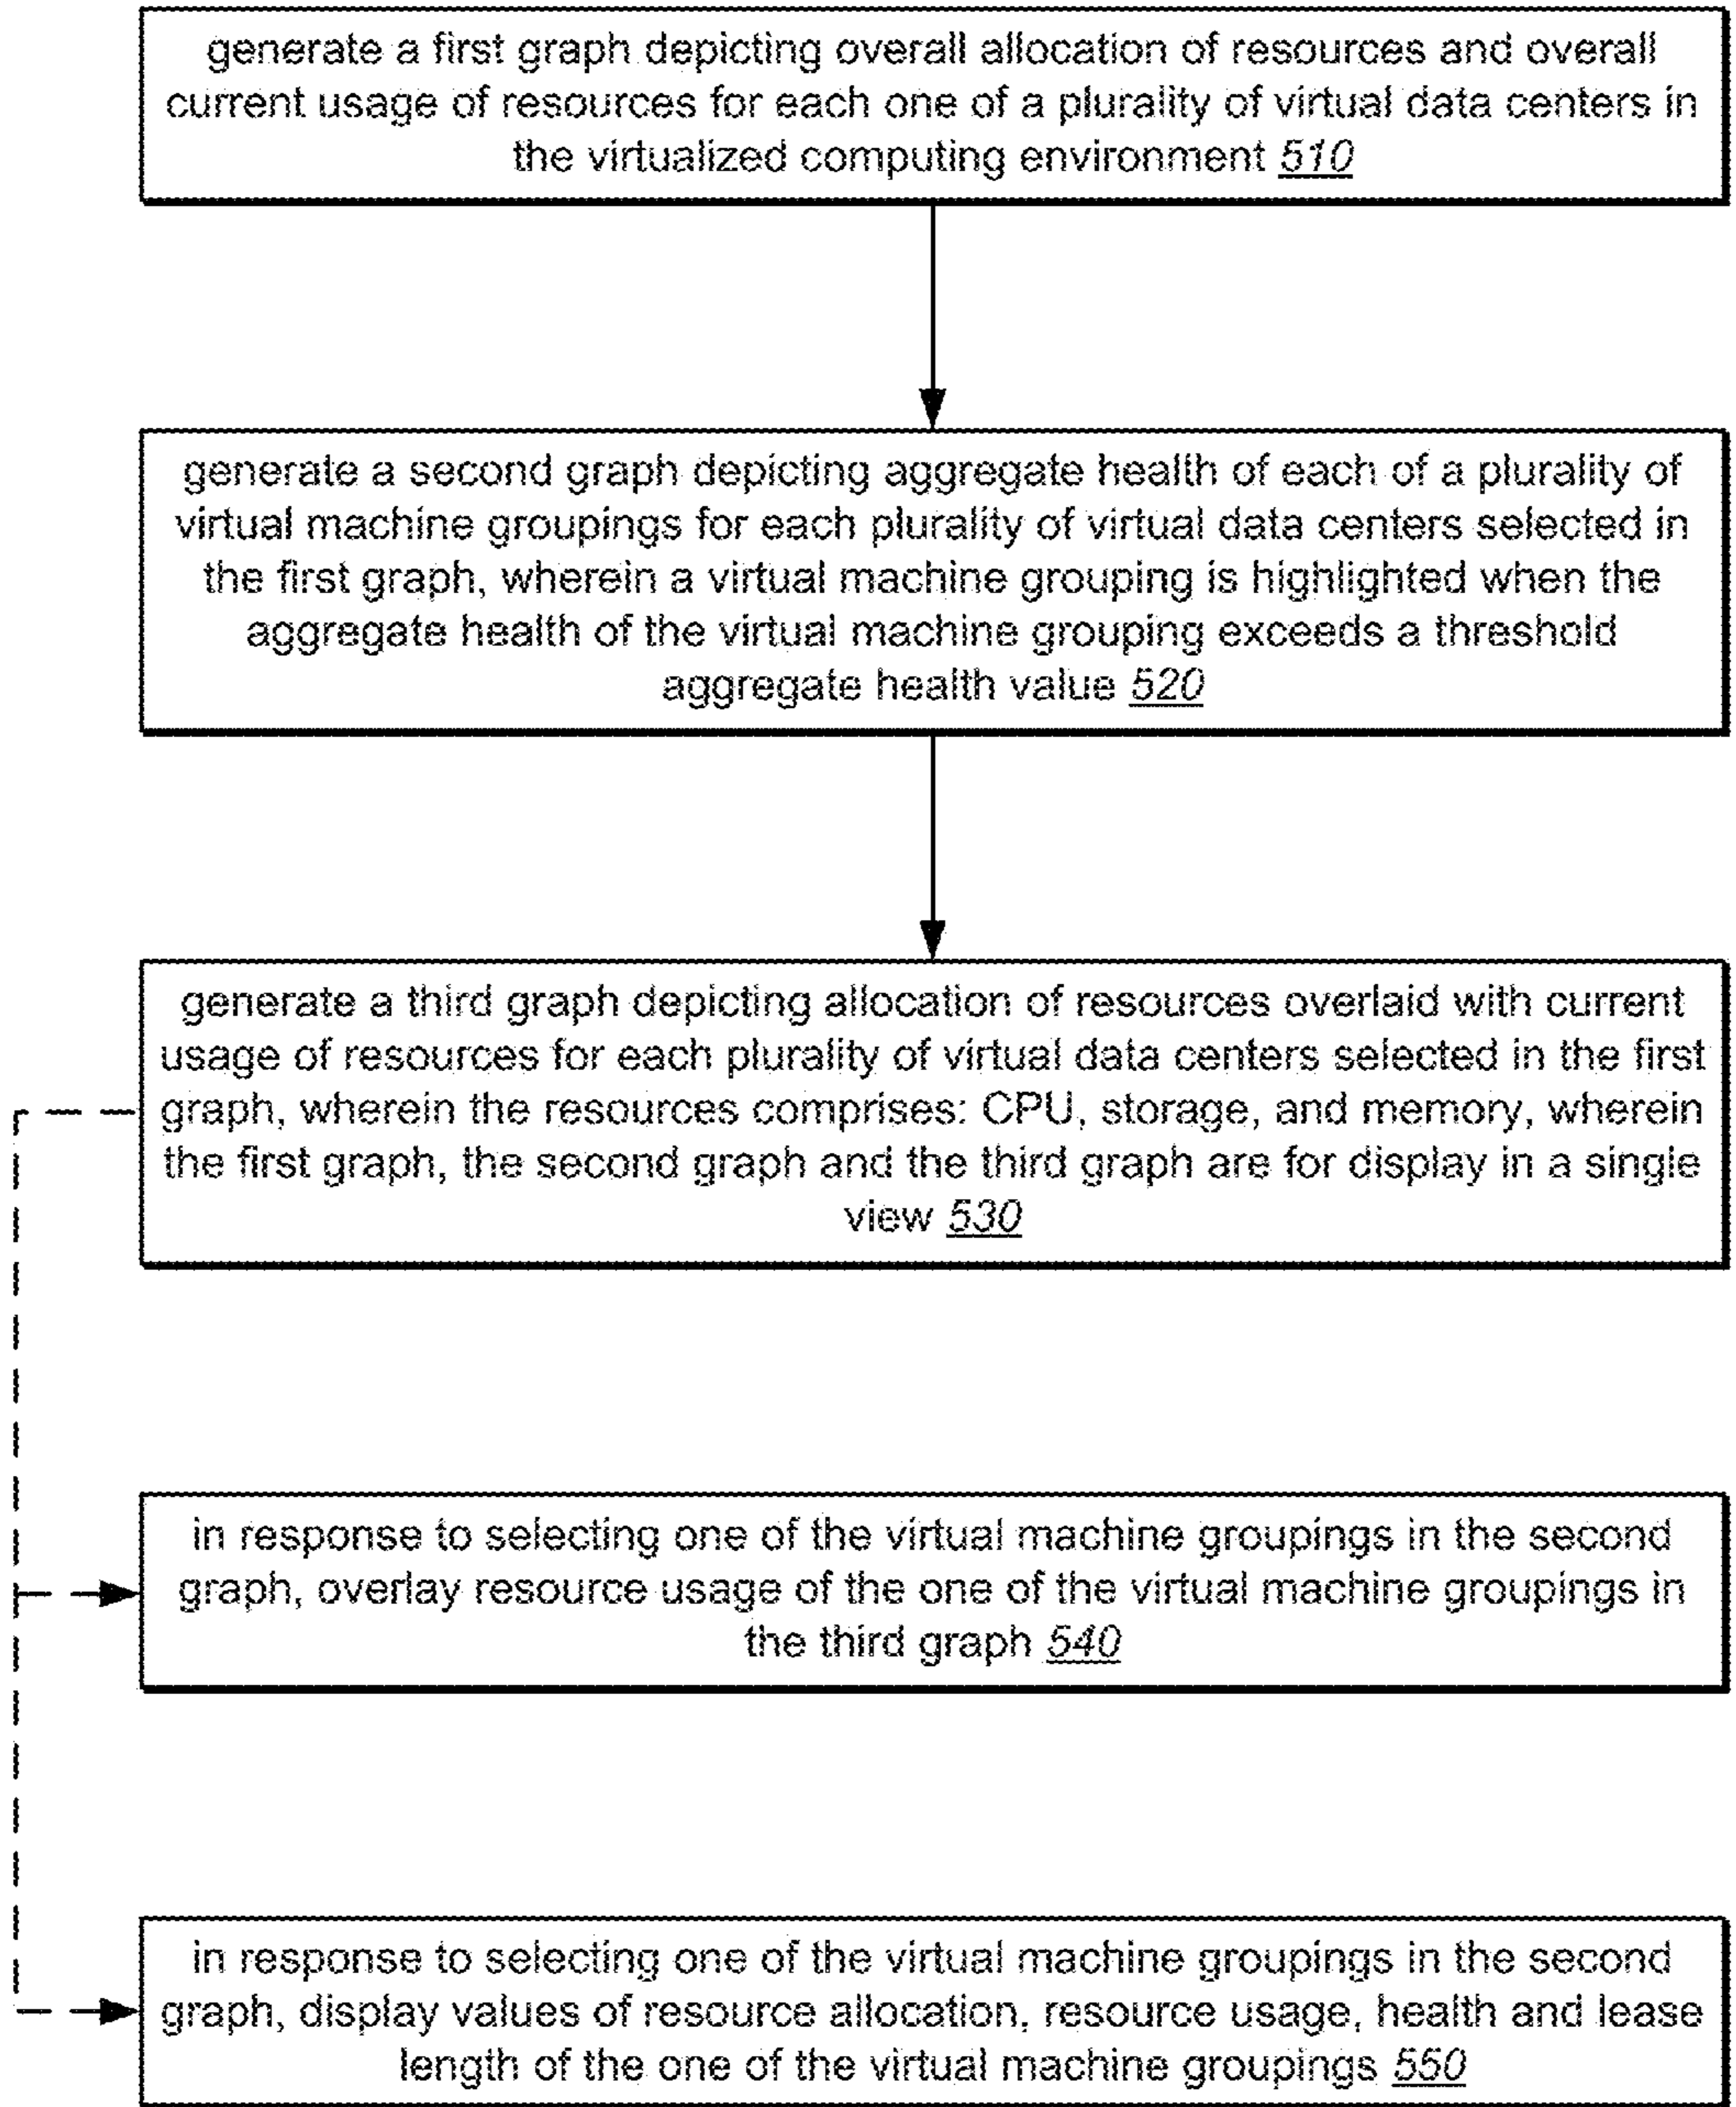 generate a first graph depicting overall allocation of resources and overall
current usage of resources for each one of a plurality of virtual data centers in
the virtualized computing environment 510
generate a second graph depicting aggregate health of each of a plurality of
virtual machine groupings for each plurality of virtual data centers selected in
the first graph, wherein a virtual machine grouping is highlighted when the
aggregate health of the virtual machine grouping exceeds a threshold
aggregate health value 520
generate a third graph depicting allocation of resources overlaid with current
usage of resources for each plurality of virtual data centers selected in the first
graph, wherein the resources comprises: CPU, storage, and memory, wherein
the first graph, the second graph and the third graph are for display in a single
view 530
in response to selecting one of the virtual machine groupings in the second
graph, overlay resource usage of the one of the virtual machine groupings in
the third graph 540
in response to selecting one of the virtual machine groupings in the second
graph, display values of resource allocation, resource usage, health and lease
length of the one of the virtual machine groupings 550